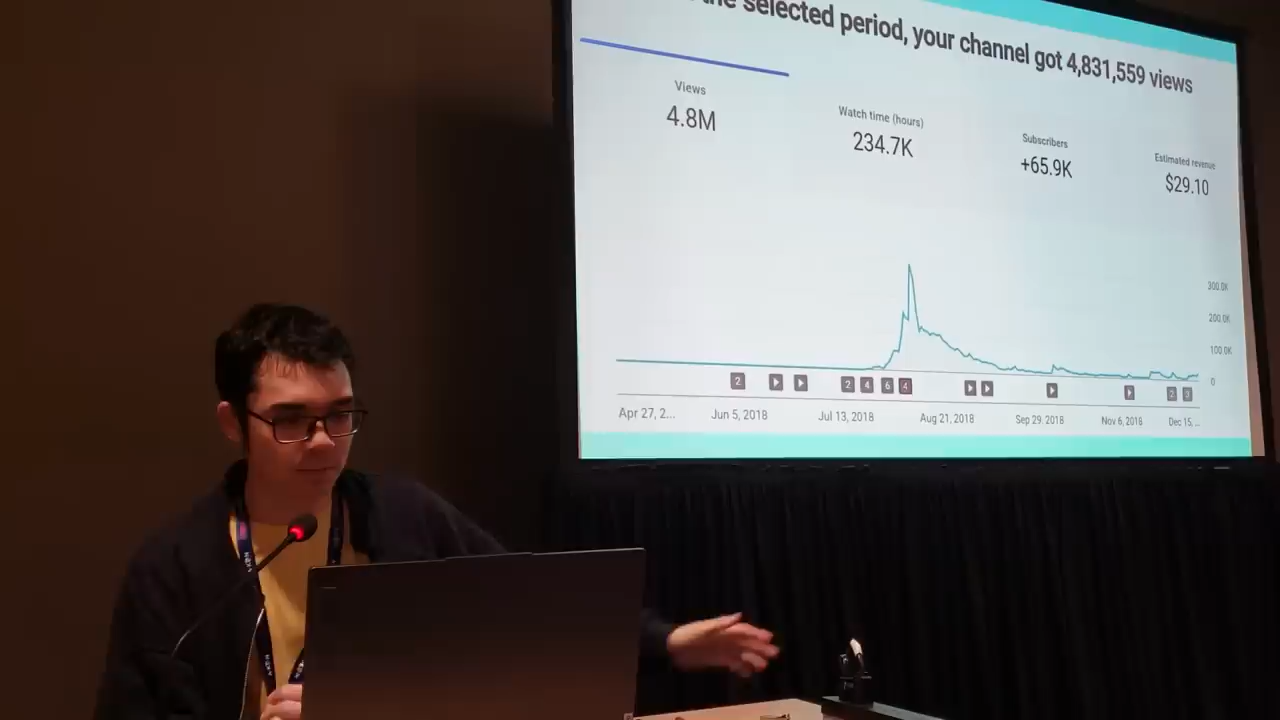 the selected period, your channel got 4,831,559 views
Views
4.8M
Watch time (hours)
234.7K
Subscribers
+65.9K
Estimated revenue
$29.10
300.0K
200.0K
100.0K
0
2
2
4
6
4
2
3
Apr 27, 2...
Jun 5, 2018
Jul 13, 2018
Aug 21, 2018
Sep 29, 2018
Nov 6, 2018
Dec 15, ...